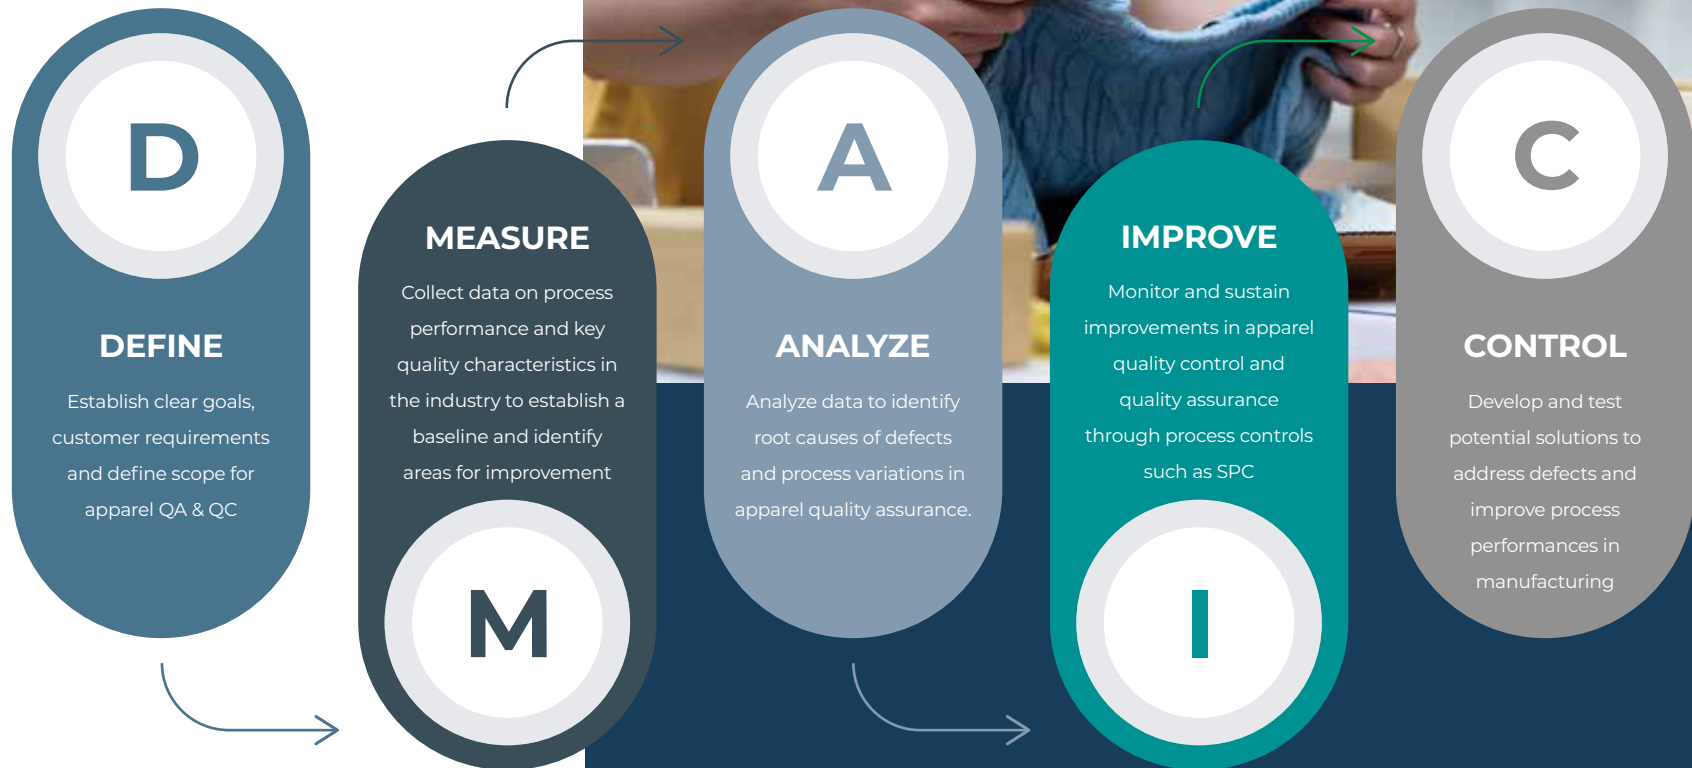 D
DEFINE
Establish clear goals,
customer requirements
and define scope for
apparel QA & QC
MEASURE
Collect data on process
performance and key
quality characteristics in
the industry to establish a
baseline and identify
areas for improvement
M
A
ANALYZE
Analyze data to identify
root causes of defects
and process variations in
apparel quality assurance.
IMPROVE
Monitor and sustain
improvements in apparel
quality control and
quality assurance
through process controls
such as SPC
I
C
CONTROL
Develop and test
potential solutions to
address defects and
improve process
performances in
manufacturing